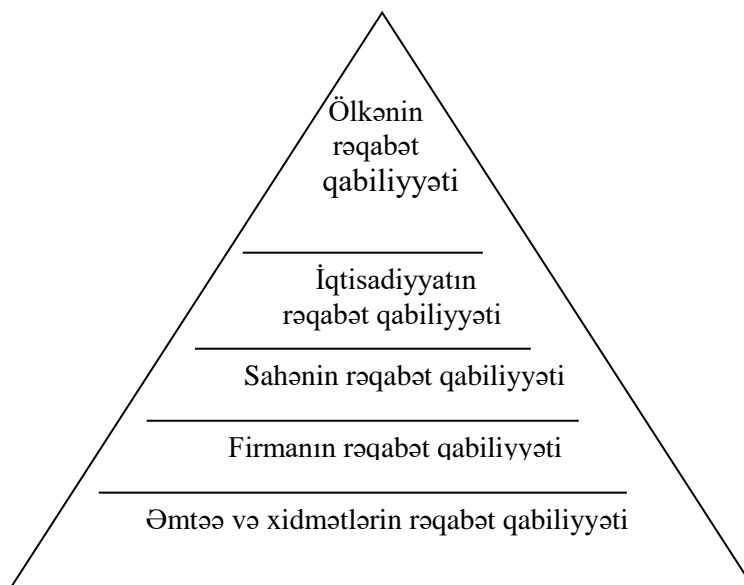 Ölkənin
rəqabət
qabiliyyəti
İqtisadiyyatın
rəqabət qabiliyyəti
Sahənin rəqabət qabiliyyəti
Firmanın rəqabət qabiliyyəti
Əmtəə və xidmətlərin rəqabət qabiliyyəti